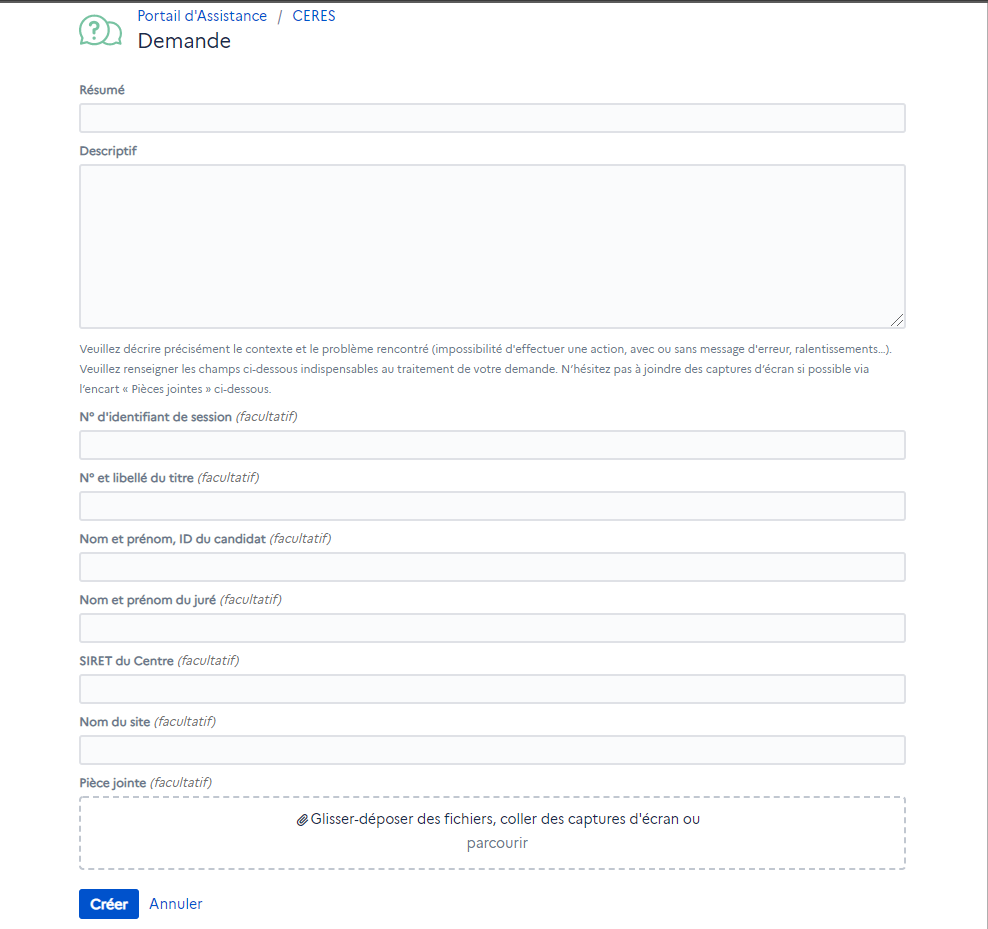 Portail d'Assistance / CERES
Demande
Résumé
Descriptif
Veuillez décrire précisément le contexte et le problème rencontré (impossibilité d'effectuer une action, avec ou sans message d'erreur, ralentissements…).
Veuillez renseigner les champs ci-dessous indispensables au traitement de votre demande. N’hésitez pas à joindre des captures d’écran si possible via
l’encart « Pièces jointes » ci-dessous.
N° d'identifiant de session (facultatif)
N° et libellé du titre (facultatif)
Nom et prénom, ID du candidat (facultatif)
Nom et prénom du juré (facultatif)
SIRET du Centre (facultatif)
Nom du site (facultatif)
Pièce jointe (facultatif)
Glisser-déposer des fichiers, coller des captures d'écran ou
parcourir
Créer Annuler